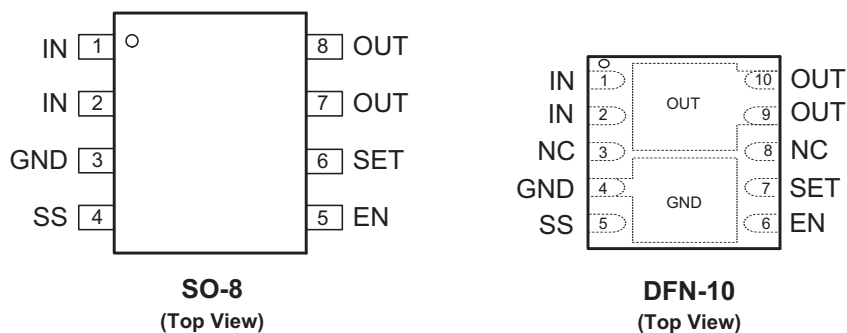 IN 1 8 OUT
IN 2 7 OUT
GND 3 6 SET
SS 4 5 EN
SO-8
(Top View)
IN 1 10 OUT
OUT
IN 2 9 OUT
NC 3 8 NC
GND 4 7 SET
GND
SS 5 6 EN
DFN-10
(Top View)